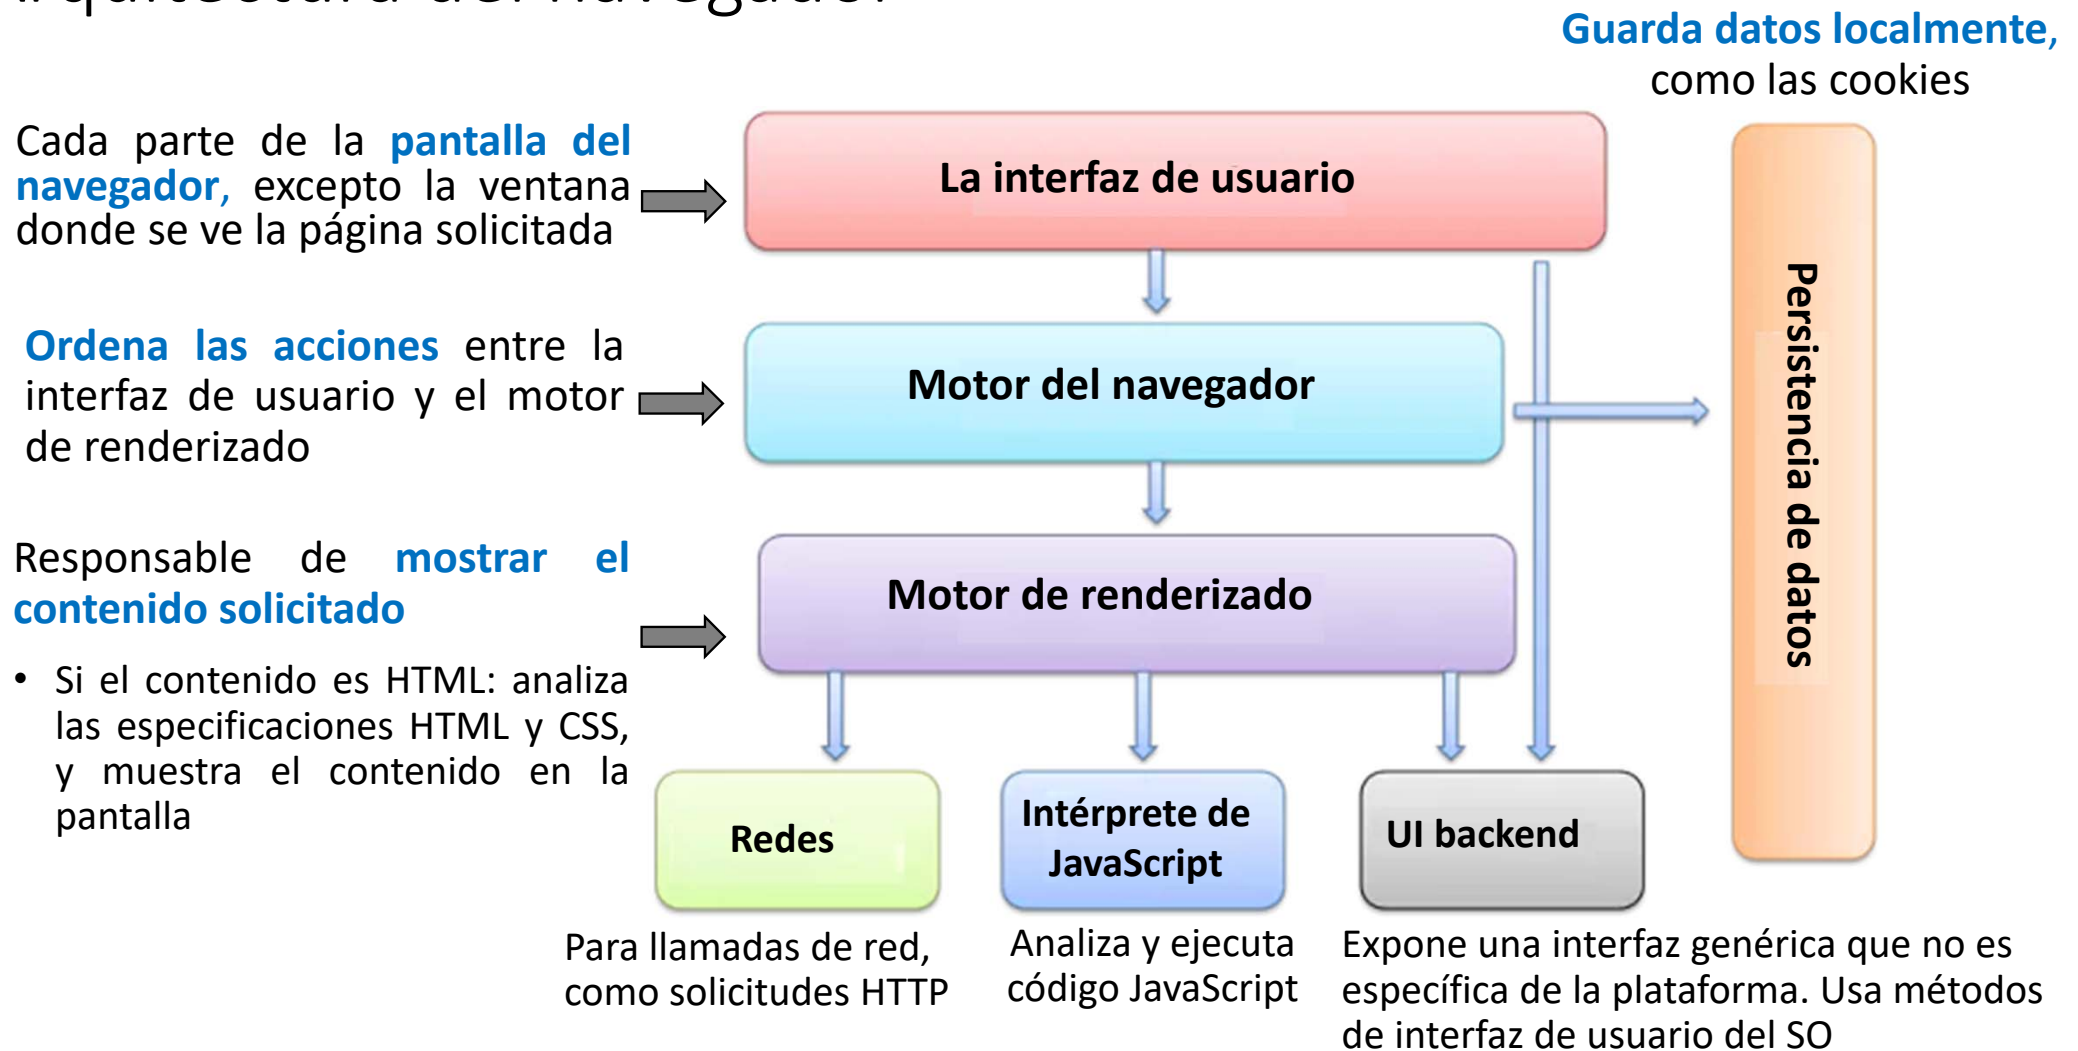 Arquitectura del navegador
Guarda datos localmente,
como las cookies
Cada parte de la pantalla del
navegador, excepto la ventana
donde se ve la página solicitada
La interfaz de usuario
Ordena las acciones entre la
interfaz de usuario y el motor
de renderizado
Motor del navegador
Persistencia de datos
Responsable de mostrar el
contenido solicitado
• Si el contenido es HTML: analiza
las especificaciones HTML y CSS,
y muestra el contenido en la
pantalla
Motor de renderizado
Redes
Intérprete de
JavaScript
UI backend
Para llamadas de red,
como solicitudes HTTP
Analiza y ejecuta
código JavaScript
Expone una interfaz genérica que no es
específica de la plataforma. Usa métodos
de interfaz de usuario del SO